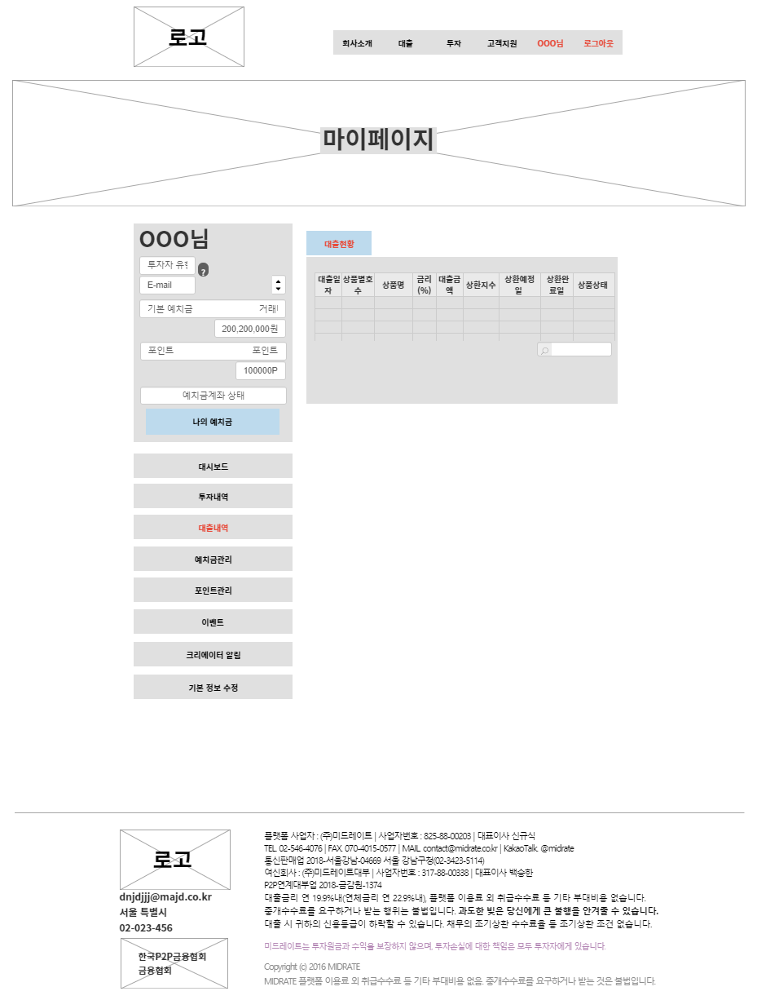 로고
회사소개 대출 투자 고객지원 OOO님 로그아웃
마이페이지
OOO님
투자자 유형
?
E-mail
기본 예치금 거래
200,200,000원
포인트 포인트
100000P
예치금계좌 상태
나의 예치금
대시보드
투자내역
대출내역
예치금관리
포인트관리
이벤트
크리에이터 알림
기본 정보 수정
대출현황
대출일자 상품별호수 상품명 금리(%) 대출금액 상환지수 상환예정일 상환완료일 상품상태
로고
dnjdjjj@majd.co.kr
서울 특별시
02-023-456
한국P2P금융협회
금융협회
플랫폼 사업자 : (주)미드레이트 | 사업자번호 : 825-88-00203 | 대표이사 신규식
TEL. 02-546-4076 | FAX. 070-4015-0577 | MAIL. contact@midrate.co.kr | KakaoTalk. @midrate
통신판매업 2018-서울강남-04669 서울 강남구청(02-3423-5114)
여신회사 : (주)미드레이트대부 | 사업자번호 : 317-88-00338 | 대표이사 백승한
P2P연계대부업 2018-금감원-1374
대출금리 연 19.9%내(연체금리 연 22.9%내), 플랫폼 이용료 외 취급수수료 등 기타 부대비용 없습니다.
중개수수료를 요구하거나 받는 행위는 불법입니다. 과도한 빚은 당신에게 큰 불행을 안겨줄 수 있습니다.
대출 시 귀하의 신용등급이 하락할 수 있습니다. 채무의 조기상환 수수료율 등 조기상환 조건 없습니다.
미드레이트는 투자원금과 수익을 보장하지 않으며, 투자손실에 대한 책임은 모두 투자자에게 있습니다.
Copyright (c) 2016 MIDRATE
MIDRATE 플랫폼 이용료 외 취급수수료 등 기타 부대비용 없음. 중개수수료를 요구하거나 받는 것은 불법입니다.